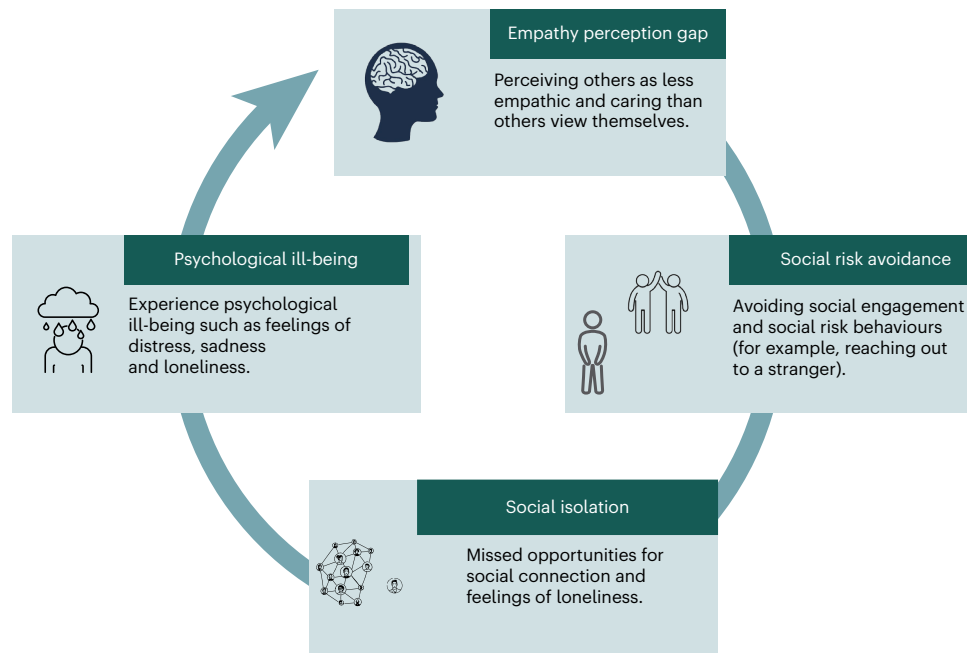 Empathy perception gap
Perceiving others as less
empathic and caring than
others view themselves.
Social risk avoidance
Avoiding social engagement
and social risk behaviours
(for example, reaching out
to a stranger).
Social isolation
Missed opportunities for
social connection and
feelings of loneliness.
Psychological ill-being
Experience psychological
ill-being such as feelings of
distress, sadness
and loneliness.